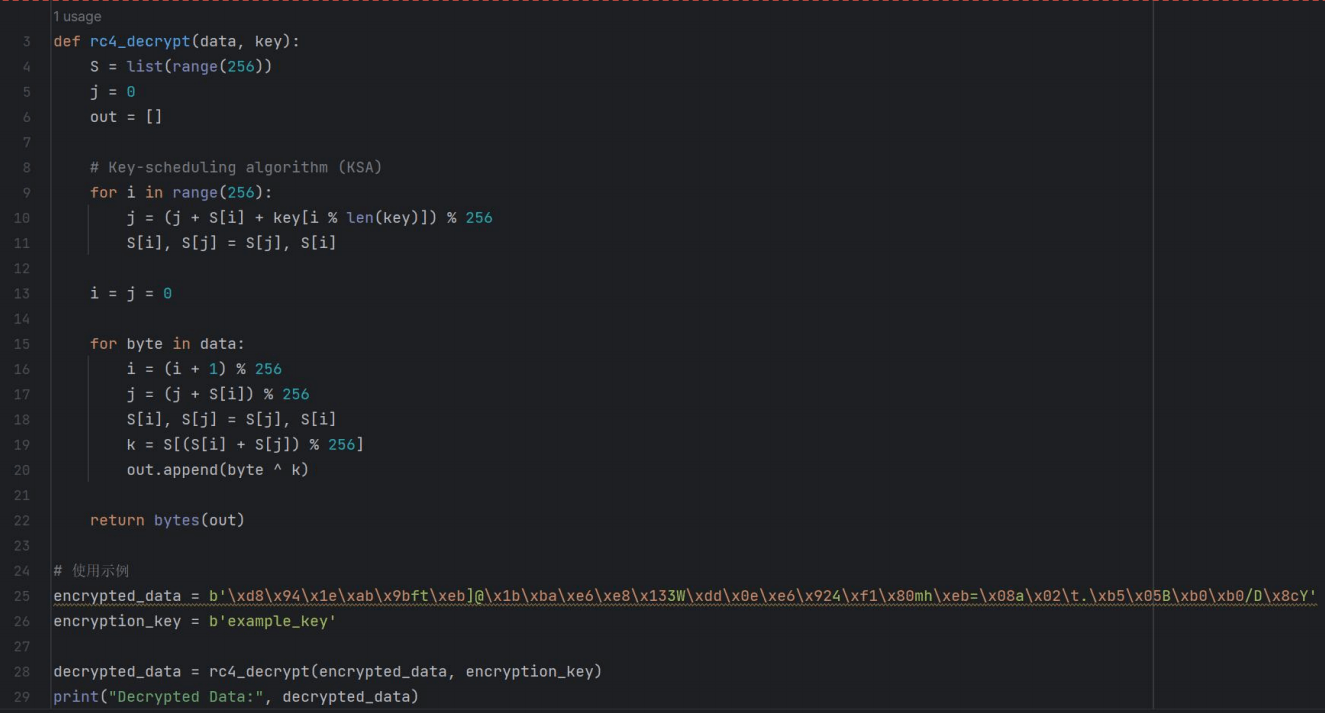 1 usage
3 def rc4_decrypt(data, key):
4     S = list(range(256))
5     j = 0
6     out = []
7
8     # Key-scheduling algorithm (KSA)
9     for i in range(256):
10         j = (j + S[i] + key[i % len(key)]) % 256
11         S[i], S[j] = S[j], S[i]
12
13     i = j = 0
14
15     for byte in data:
16         i = (i + 1) % 256
17         j = (j + S[i]) % 256
18         S[i], S[j] = S[j], S[i]
19         k = S[(S[i] + S[j]) % 256]
20         out.append(byte ^ k)
21
22     return bytes(out)
23
24 # 使用示例
25 encrypted_data = b'\xd8\x94\x1e\xab\x9bft\xeb]@\x1b\xba\xe6\xe8\x133W\xdd\x0e\xe6\x924\xf1\x80mh\xeb=\x08a\x02\t.\xb5\x05B\xb0\xb0/D\x8cY'
26 encryption_key = b'example_key'
27
28 decrypted_data = rc4_decrypt(encrypted_data, encryption_key)
29 print("Decrypted Data:", decrypted_data)